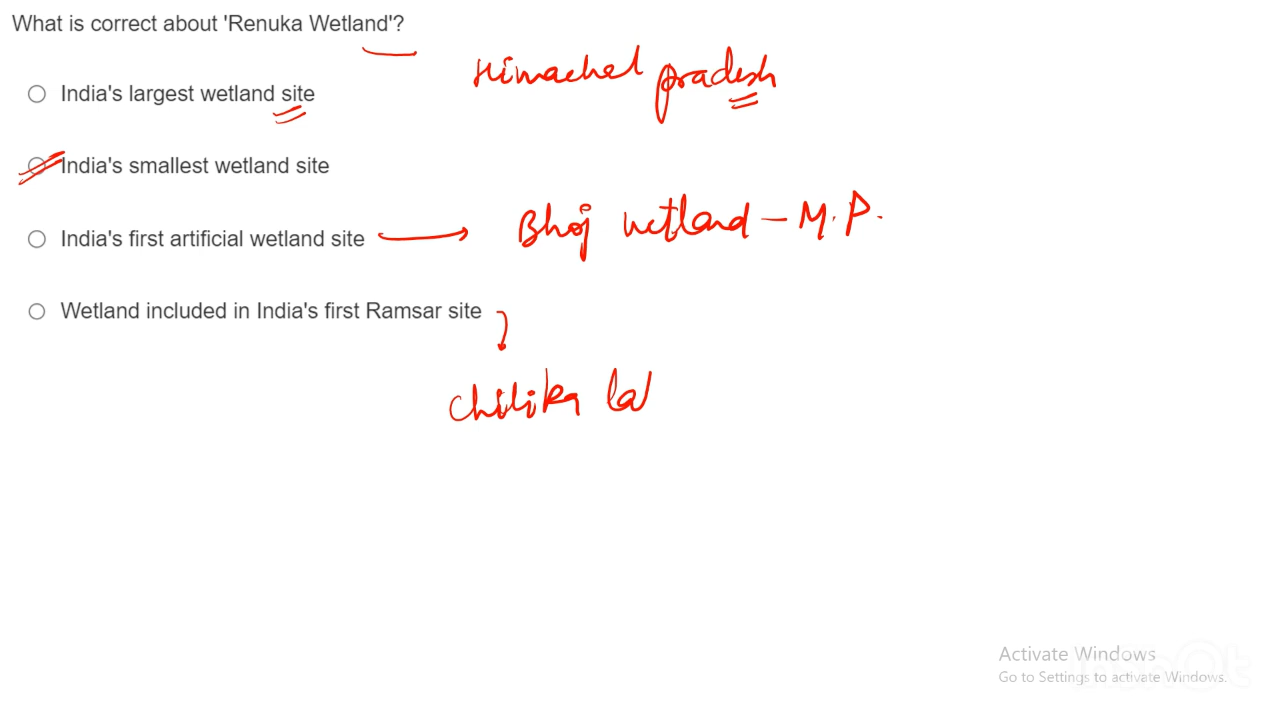 What is correct about 'Renuka Wetland'?
Himachel pradesh
India's largest wetland site
India's smallest wetland site
India's first artificial wetland site
Bhoj wetland - M.P.
Wetland included in India's first Ramsar site
Chilika la
Activate Windows
Go to Settings to activate Windows.